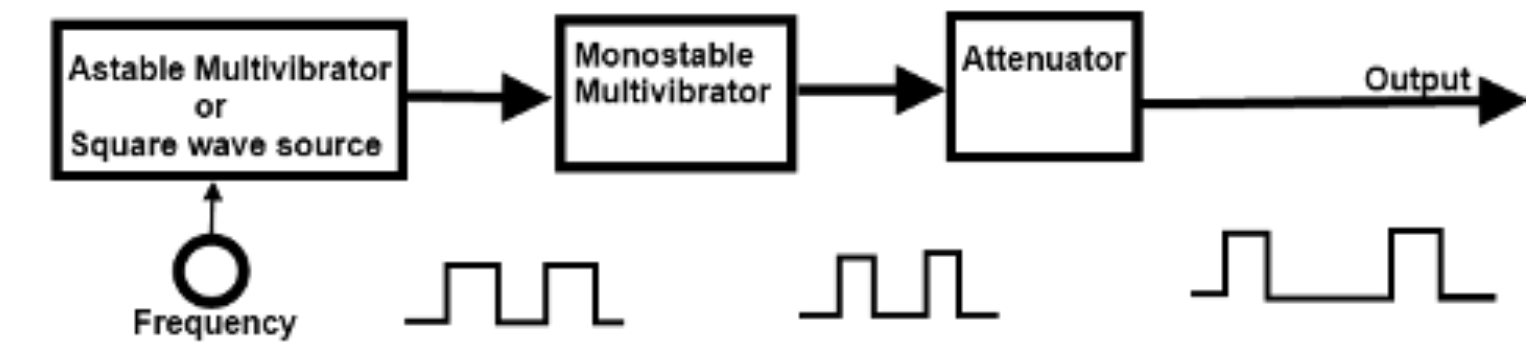 Astable Multivibrator
or
Square wave source
Monostable
Multivibrator
Attenuator
Output
Frequency